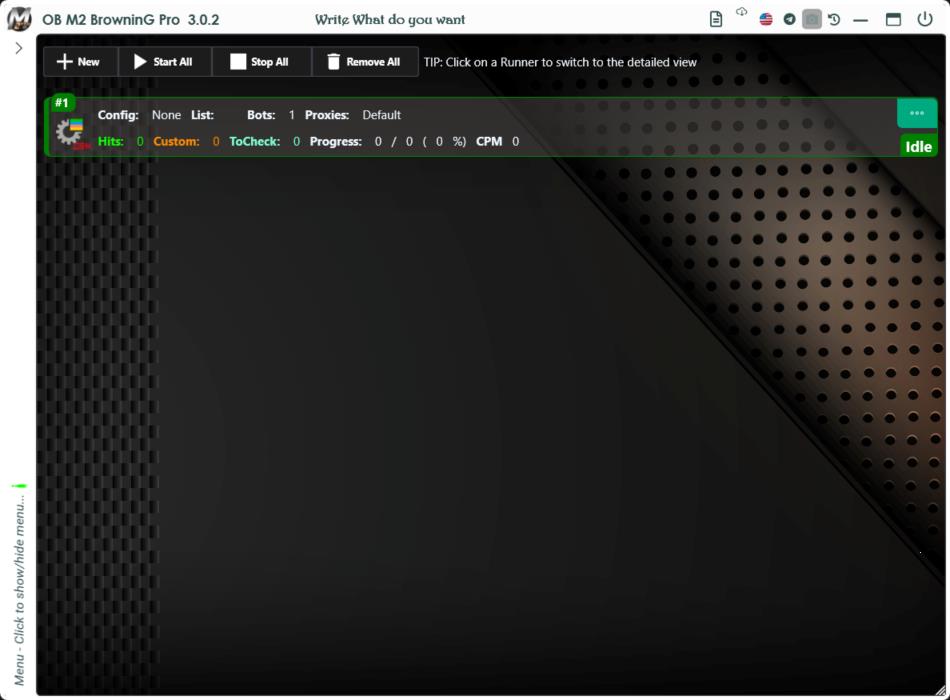 OB M2 BrowninG Pro 3.0.2 Write What do you want
New Start All Stop All Remove All TIP: Click on a Runner to switch to the detailed view
#1
Config: None List: Bots: 1 Proxies: Default
Hits: 0 Custom: 0 ToCheck: 0 Progress: 0 / 0 ( 0 %) CPM 0
Idle
Menu - Click to show/hide menu...